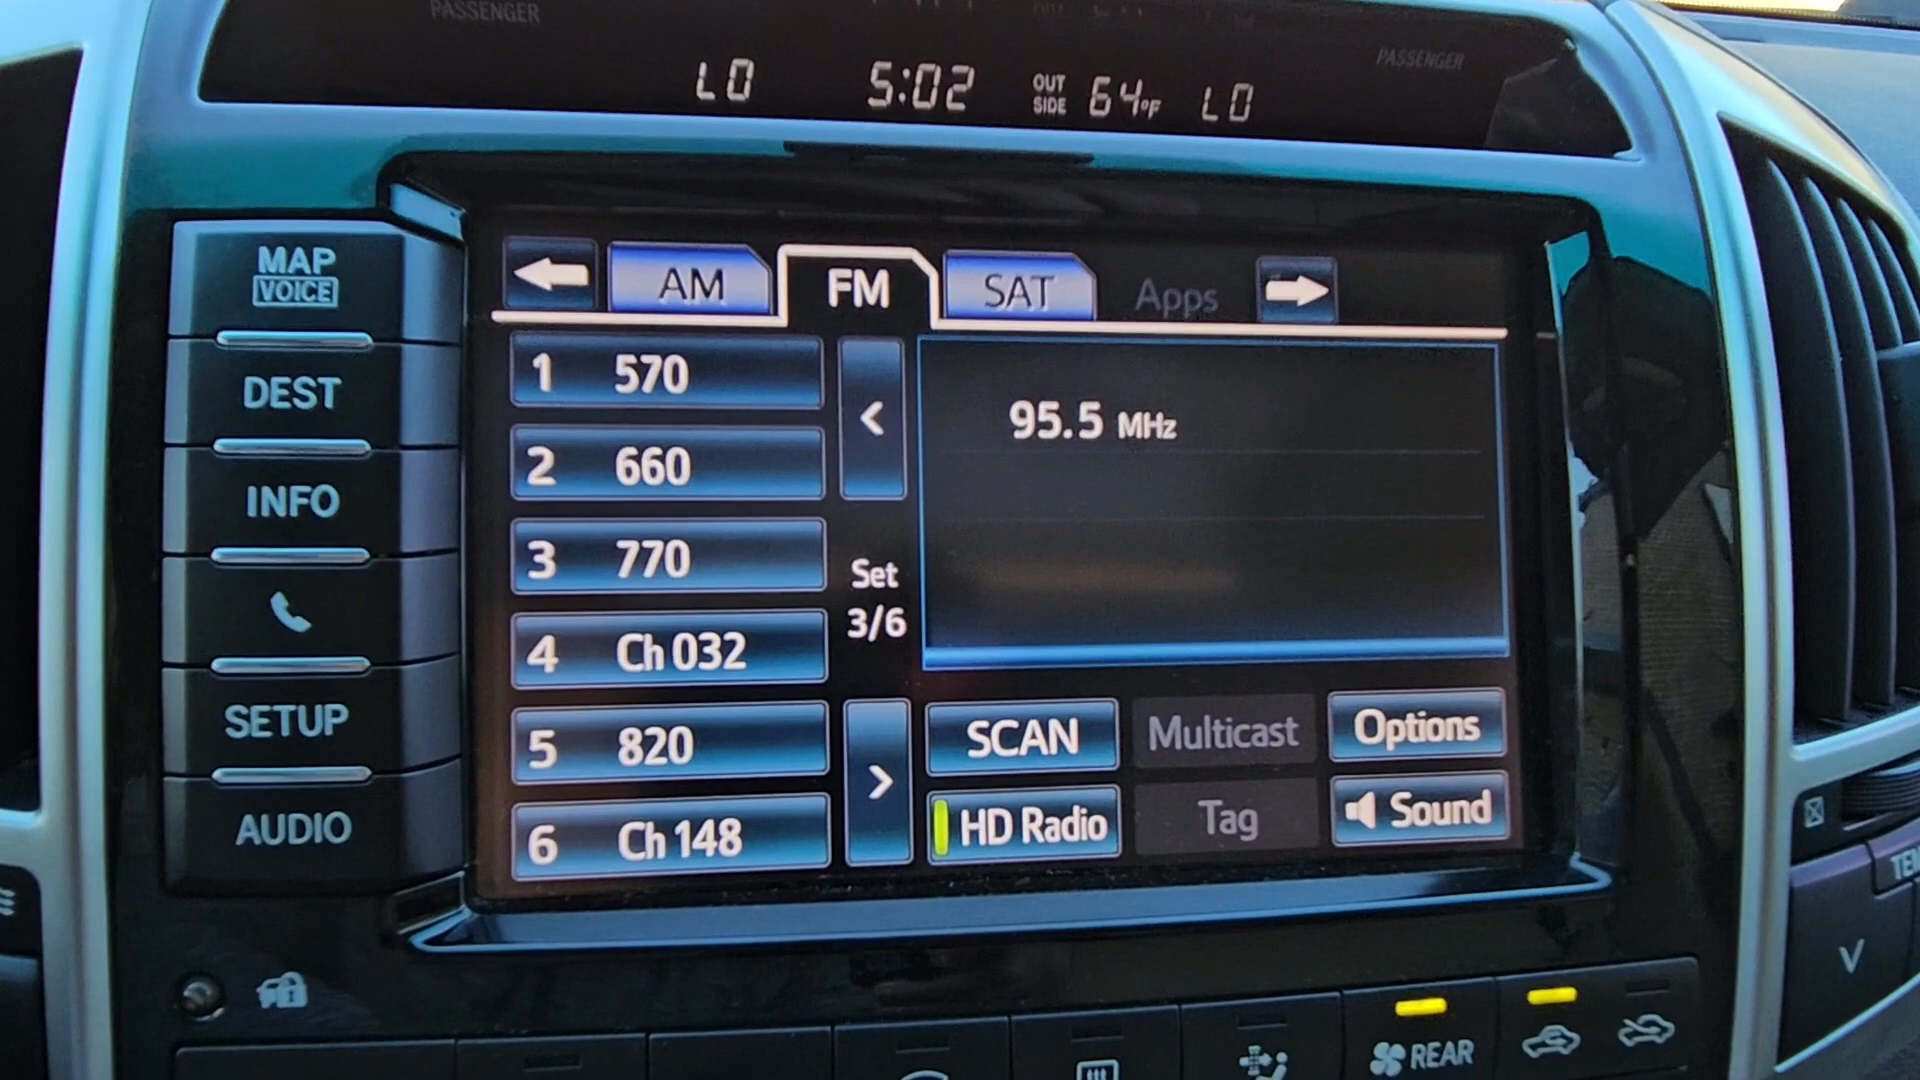 PASSENGER
PASSENGER
LO 5:02 OUT SIDE 64°F LO
MAP
VOICE
DEST
INFO
SETUP
AUDIO
AM FM SAT Apps
1 570
2 660
3 770
4 Ch 032
5 820
6 Ch 148
<
Set
3/6
>
95.5 MHz
SCAN Multicast Options
HD Radio Tag Sound
REAR